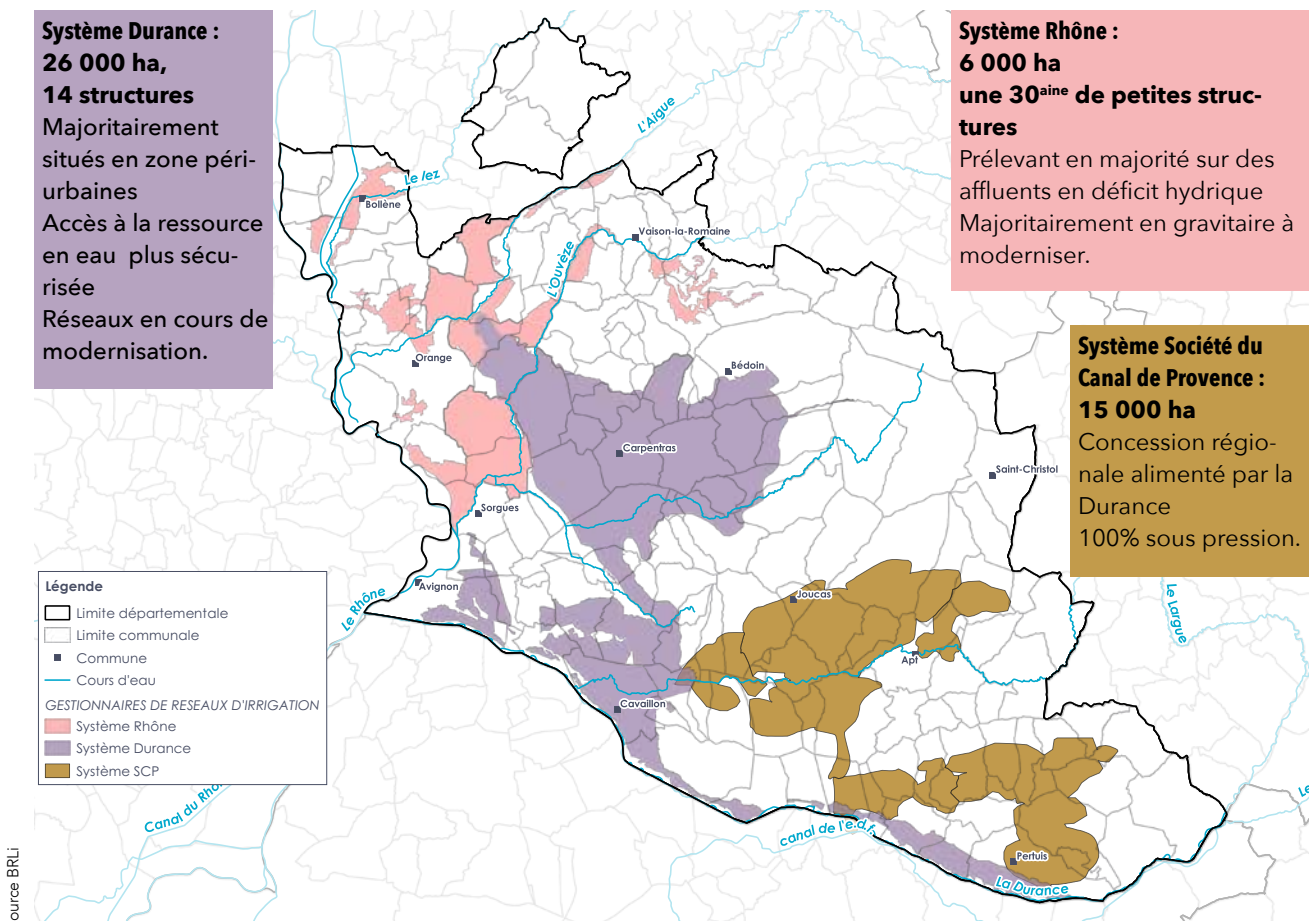 Système Durance :
26 000 ha,
14 structures
Majoritairement
situés en zone péri-
urbaines
Accès à la ressource
en eau plus sécu-
risée
Réseaux en cours de
modernisation.
Système Rhône :
6 000 ha
une 30aine de petites struc-
tures
Prélevant en majorité sur des
affluents en déficit hydrique
Majoritairement en gravitaire à
moderniser.
Système Société du
Canal de Provence :
15 000 ha
Concession régio-
nale alimenté par la
Durance
100% sous pression.
L'Aigue
Le lez
Bollène
Vaison-la-Romaine
L'Ouvèze
Orange
Bédoin
Carpentras
Saint-Christol
Sorgues
Avignon
Le Rhône
Joucas
Le Largue
Apt
Cavaillon
Canal du Rhô
canal de l'e.d.f.
Pertuis
La Durance
Le
Légende
Limite départementale
Limite communale
Commune
Cours d'eau
GESTIONNAIRES DE RESEAUX D'IRRIGATION
Système Rhône
Système Durance
Système SCP
ource BRLi